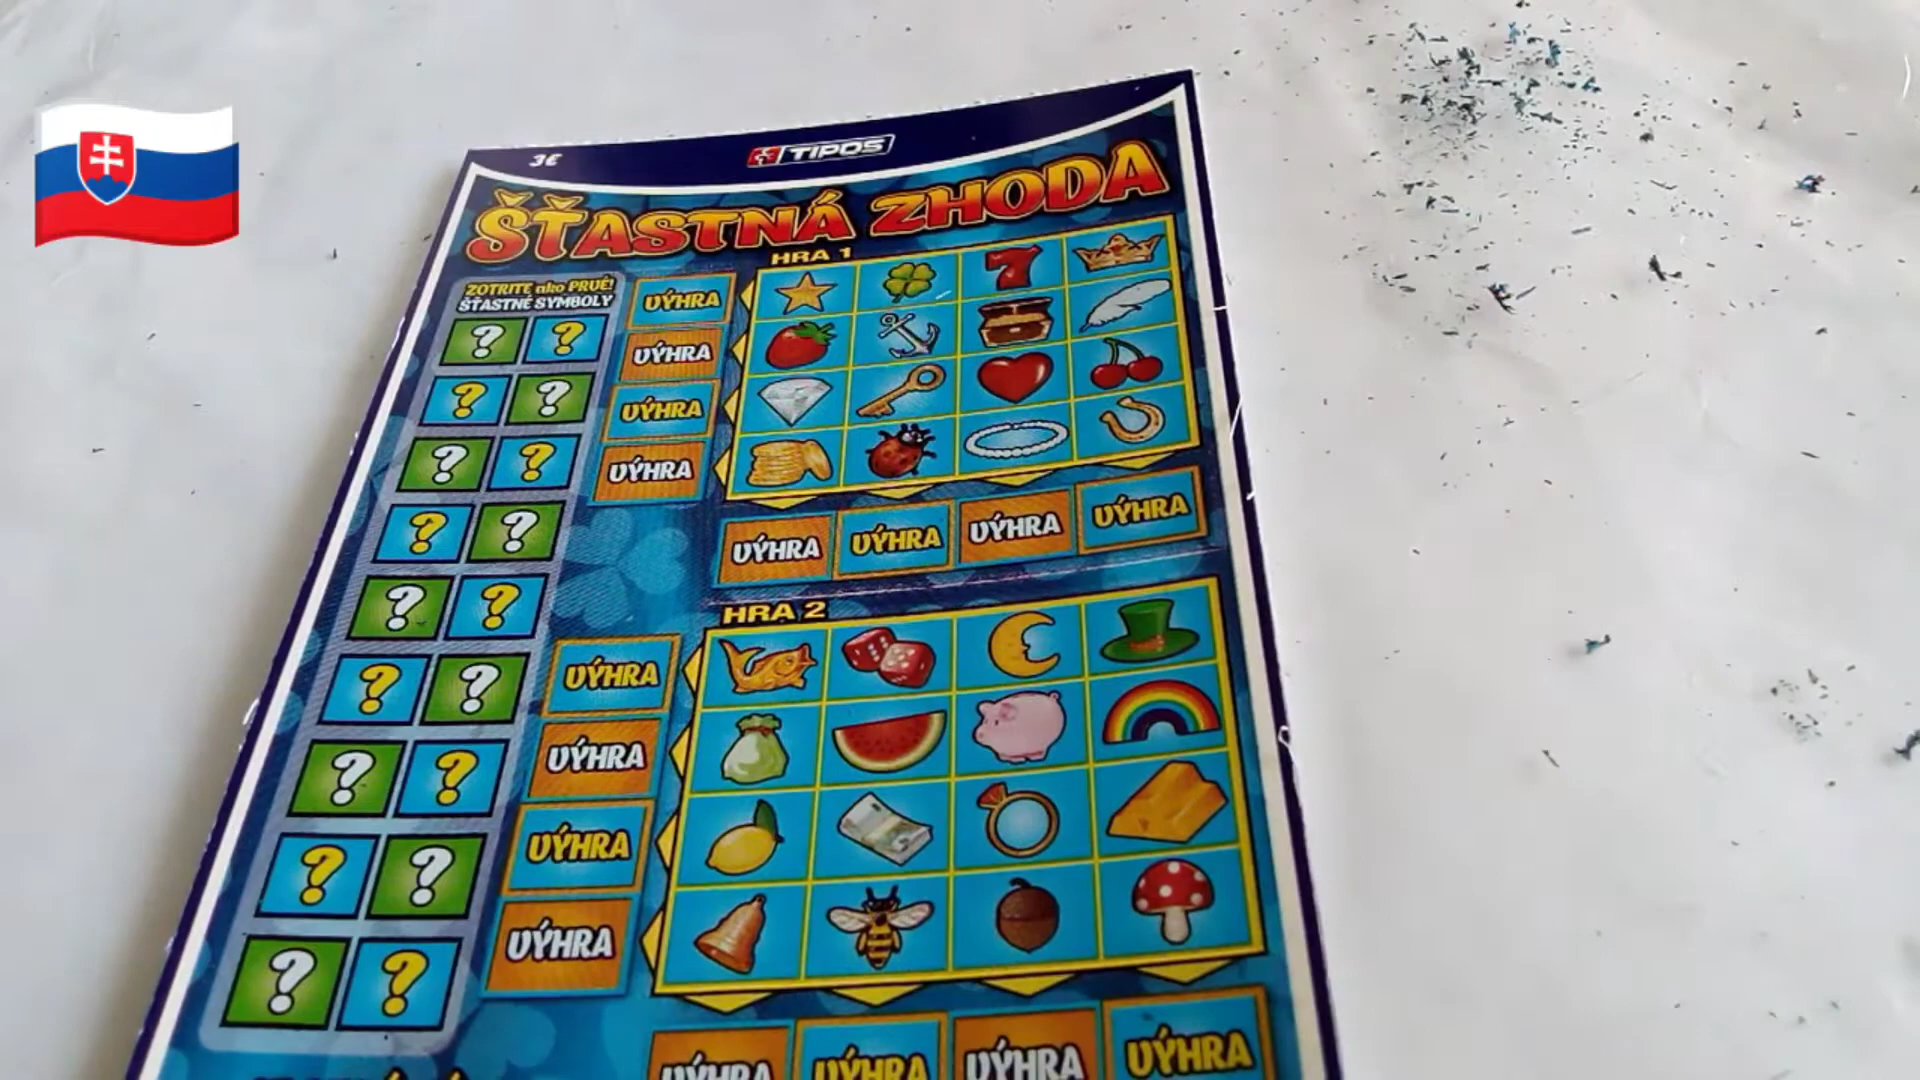 3€
TIPOS
ŠŤASTNÁ ZHODA
HRA 1
ZOTRITE ako PRVÉ!
ŠŤASTNÉ SYMBOLY
? ?
? ?
? ?
? ?
? ?
? ?
? ?
? ?
? ?
VÝHRA
VÝHRA
VÝHRA
VÝHRA
7
VÝHRA VÝHRA VÝHRA VÝHRA
HRA 2
VÝHRA
VÝHRA
VÝHRA
VÝHRA
VÝHRA VÝHRA VÝHRA VÝHRA